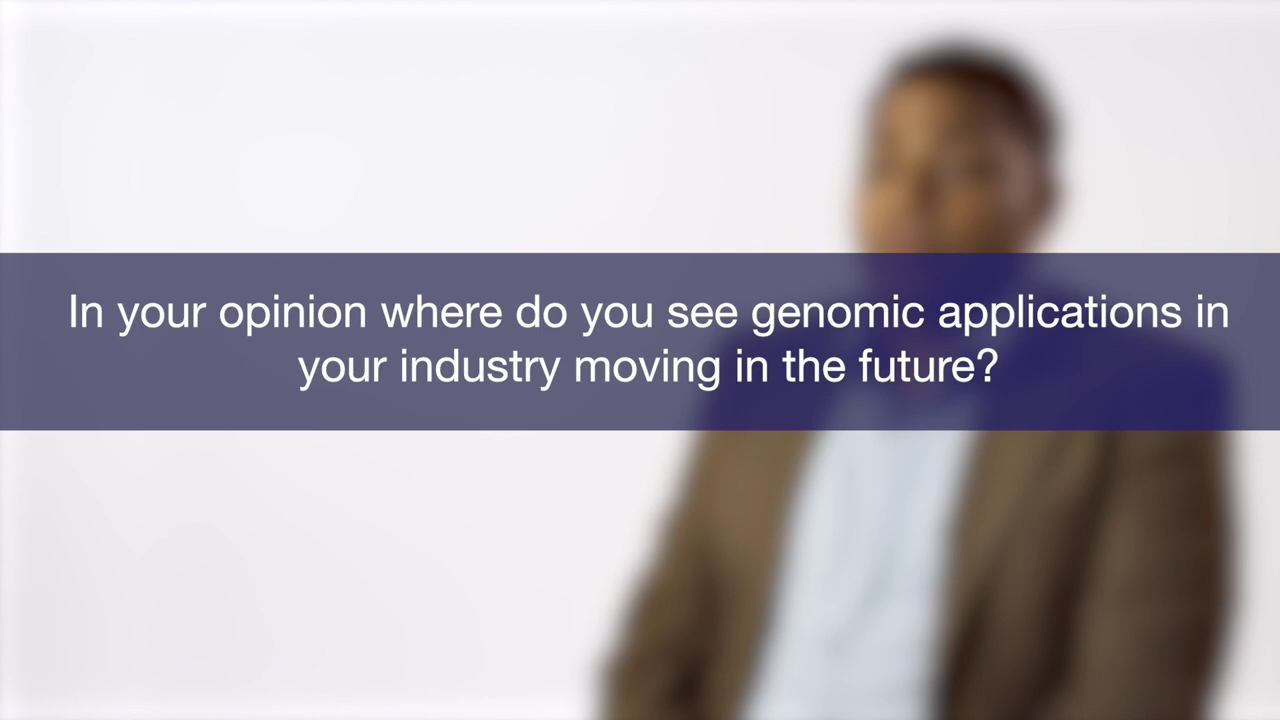 In your opinion where do you see genomic applications in
your industry moving in the future?